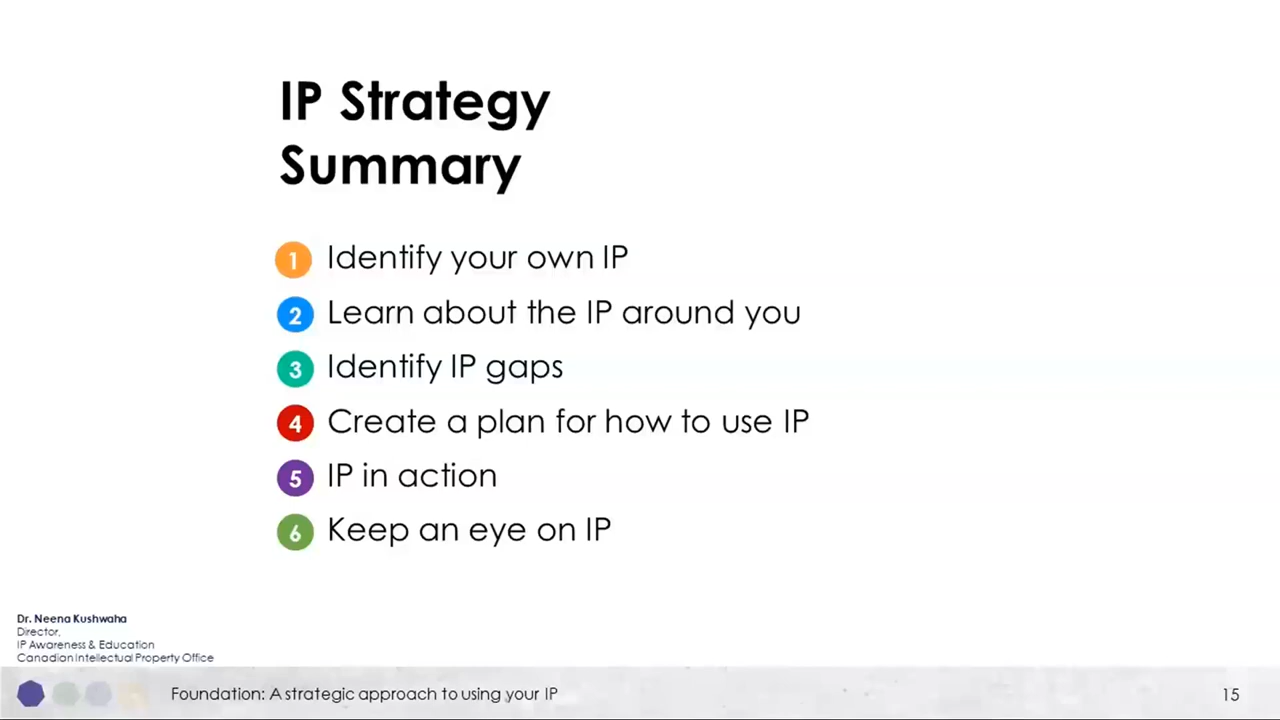 IP Strategy
Summary
1 Identify your own IP
2 Learn about the IP around you
3 Identify IP gaps
4 Create a plan for how to use IP
5 IP in action
6 Keep an eye on IP
Dr. Neena Kushwaha
Director,
IP Awareness & Education
Canadian Intellectual Property Office
Foundation: A strategic approach to using your IP
15